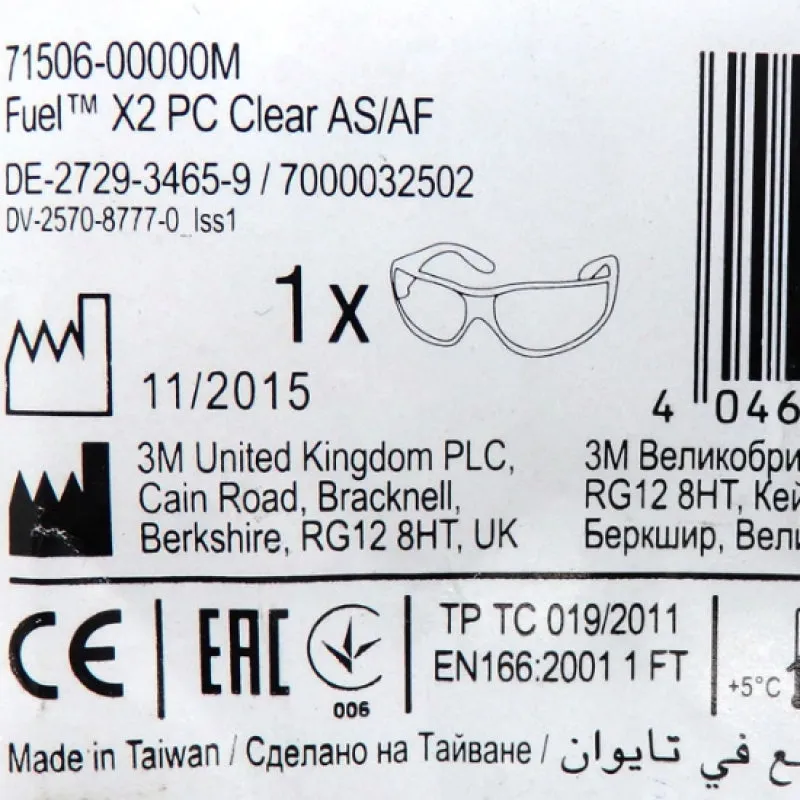 71506-00000M
Fuel™ X2 PC Clear AS/AF
DE-2729-3465-9 / 7000032502
DV-2570-8777-0_Iss1
1x
11/2015
4 046
3M United Kingdom PLC,
Cain Road, Bracknell,
Berkshire, RG12 8HT, UK
3M Великобри
RG12 8HT, Кей
Беркшир, Вели
CE
EAC
006
TP TC 019/2011
EN166:2001 1 FT
+5°C
Made in Taiwan / Сделано на Тайване / ع في تايوان